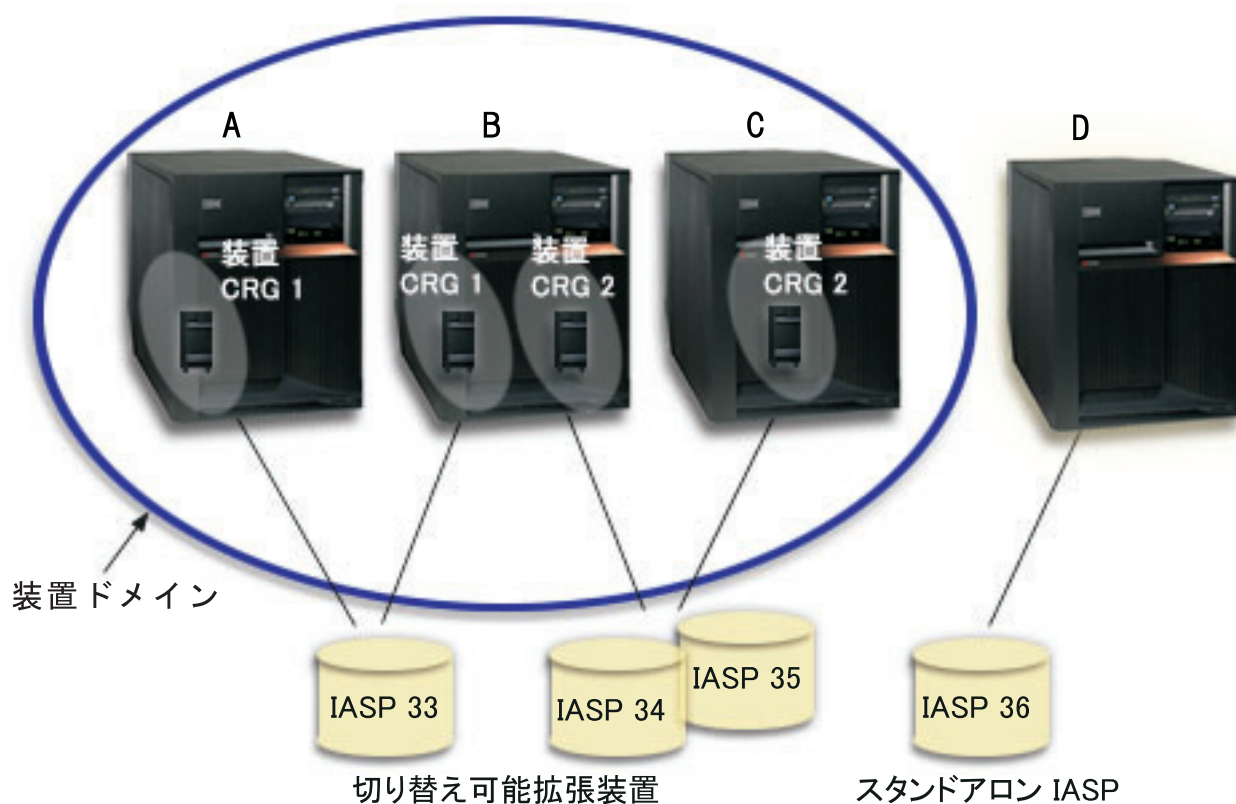 A
B
C
D
装置
CRG 1
装置
CRG 1
装置
CRG 2
装置
CRG 2
装置ドメイン
IASP 33
IASP 34
IASP 35
IASP 36
切り替え可能拡張装置
スタンドアロン IASP